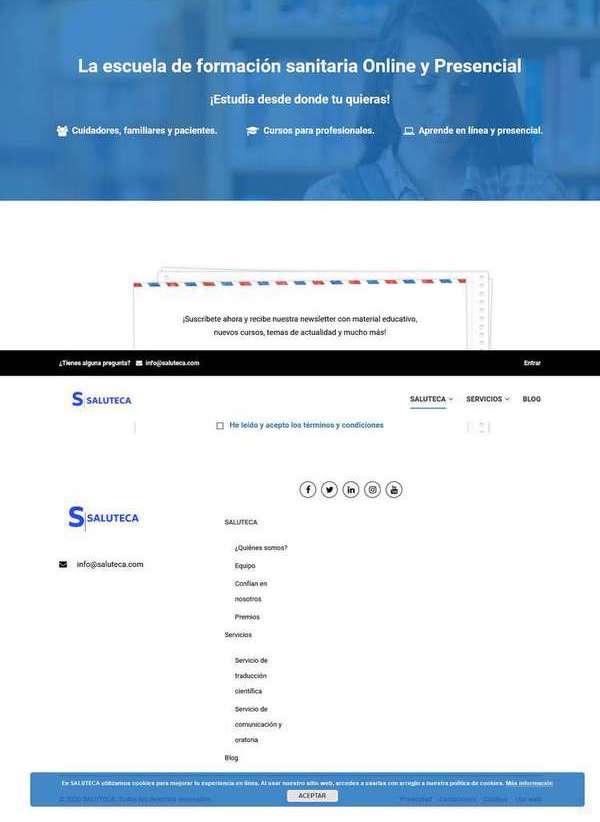 La escuela de formación sanitaria Online y Presencial
¡Estudia desde donde tu quieras!
Cuidadores, familiares y pacientes. Cursos para profesionales. Aprende en línea y presencial.
¡Suscríbete ahora y recibe nuestra newsletter con material educativo,
nuevos cursos, temas de actualidad y mucho más!
¿Tienes alguna pregunta? info@saluteca.com Entrar
S SALUTECA SALUTECA SERVICIOS BLOG
He leído y acepto los términos y condiciones
S SALUTECA
info@saluteca.com
SALUTECA
¿Quiénes somos?
Equipo
Confían en
nosotros
Premios
Servicios
Servicio de
traducción
científica
Servicio de
comunicación y
oratoria
Blog
En SALUTECA utilizamos cookies para mejorar tu experiencia en línea. Al usar nuestro sitio web, accedes a usarlas con arreglo a nuestra política de cookies. Más información
ACEPTAR
© 2020 SALUTECA. Todos los derechos reservados. Privacidad Condiciones Cookies Uso web